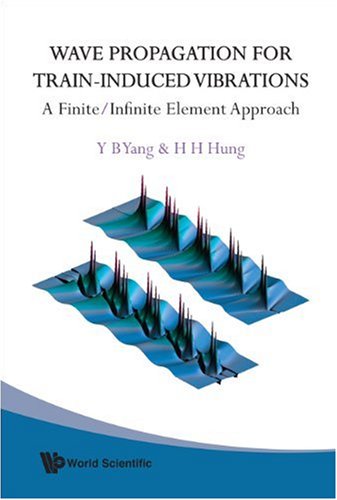 WAVE PROPAGATION FOR
TRAIN-INDUCED VIBRATIONS
A Finite/Infinite Element Approach
Y B Yang & H H Hung
World Scientific